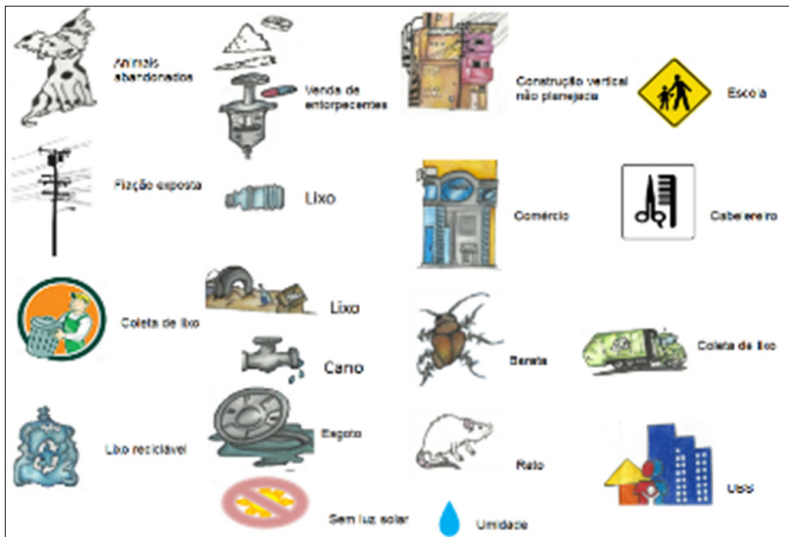 Animais
abandonados
Venda de
entorpecentes
Construção vertical
não planejada
Escola
Fiação exposta
Lixo
Comércio
Cabelereiro
Coleta de lixo
Lixo
Cano
Barata
Coleta de lixo
Lixo reciclável
Esgoto
Rato
UBS
Sem luz solar
Umidade